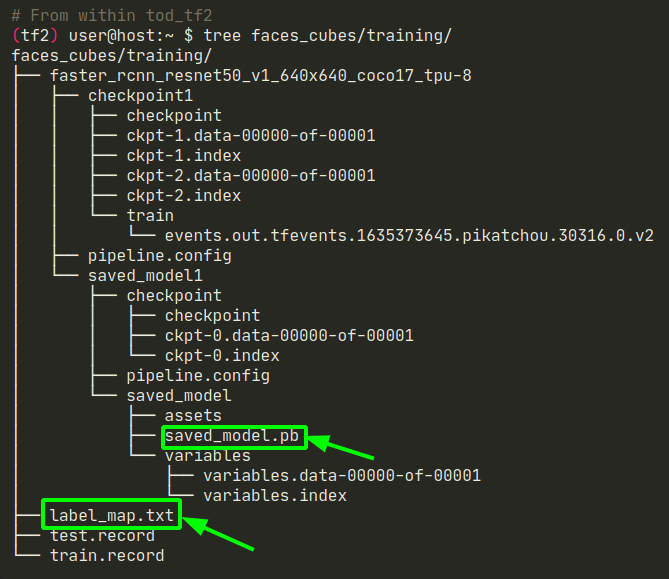 # From within tod_tf2
(tf2) user@host:~ $ tree faces_cubes/training/
faces_cubes/training/
├── faster_rcnn_resnet50_v1_640x640_coco17_tpu-8
│   ├── checkpoint1
│   │   ├── checkpoint
│   │   ├── ckpt-1.data-00000-of-00001
│   │   ├── ckpt-1.index
│   │   ├── ckpt-2.data-00000-of-00001
│   │   ├── ckpt-2.index
│   │   └── train
│   │       └── events.out.tfevents.1635373645.pikatchou.30316.0.v2
│   ├── pipeline.config
│   └── saved_model1
│       ├── checkpoint
│       │   ├── checkpoint
│       │   ├── ckpt-0.data-00000-of-00001
│       │   └── ckpt-0.index
│       ├── pipeline.config
│       └── saved_model
│           ├── assets
│           ├── saved_model.pb
│           └── variables
│               ├── variables.data-00000-of-00001
│               └── variables.index
├── label_map.txt
├── test.record
└── train.record